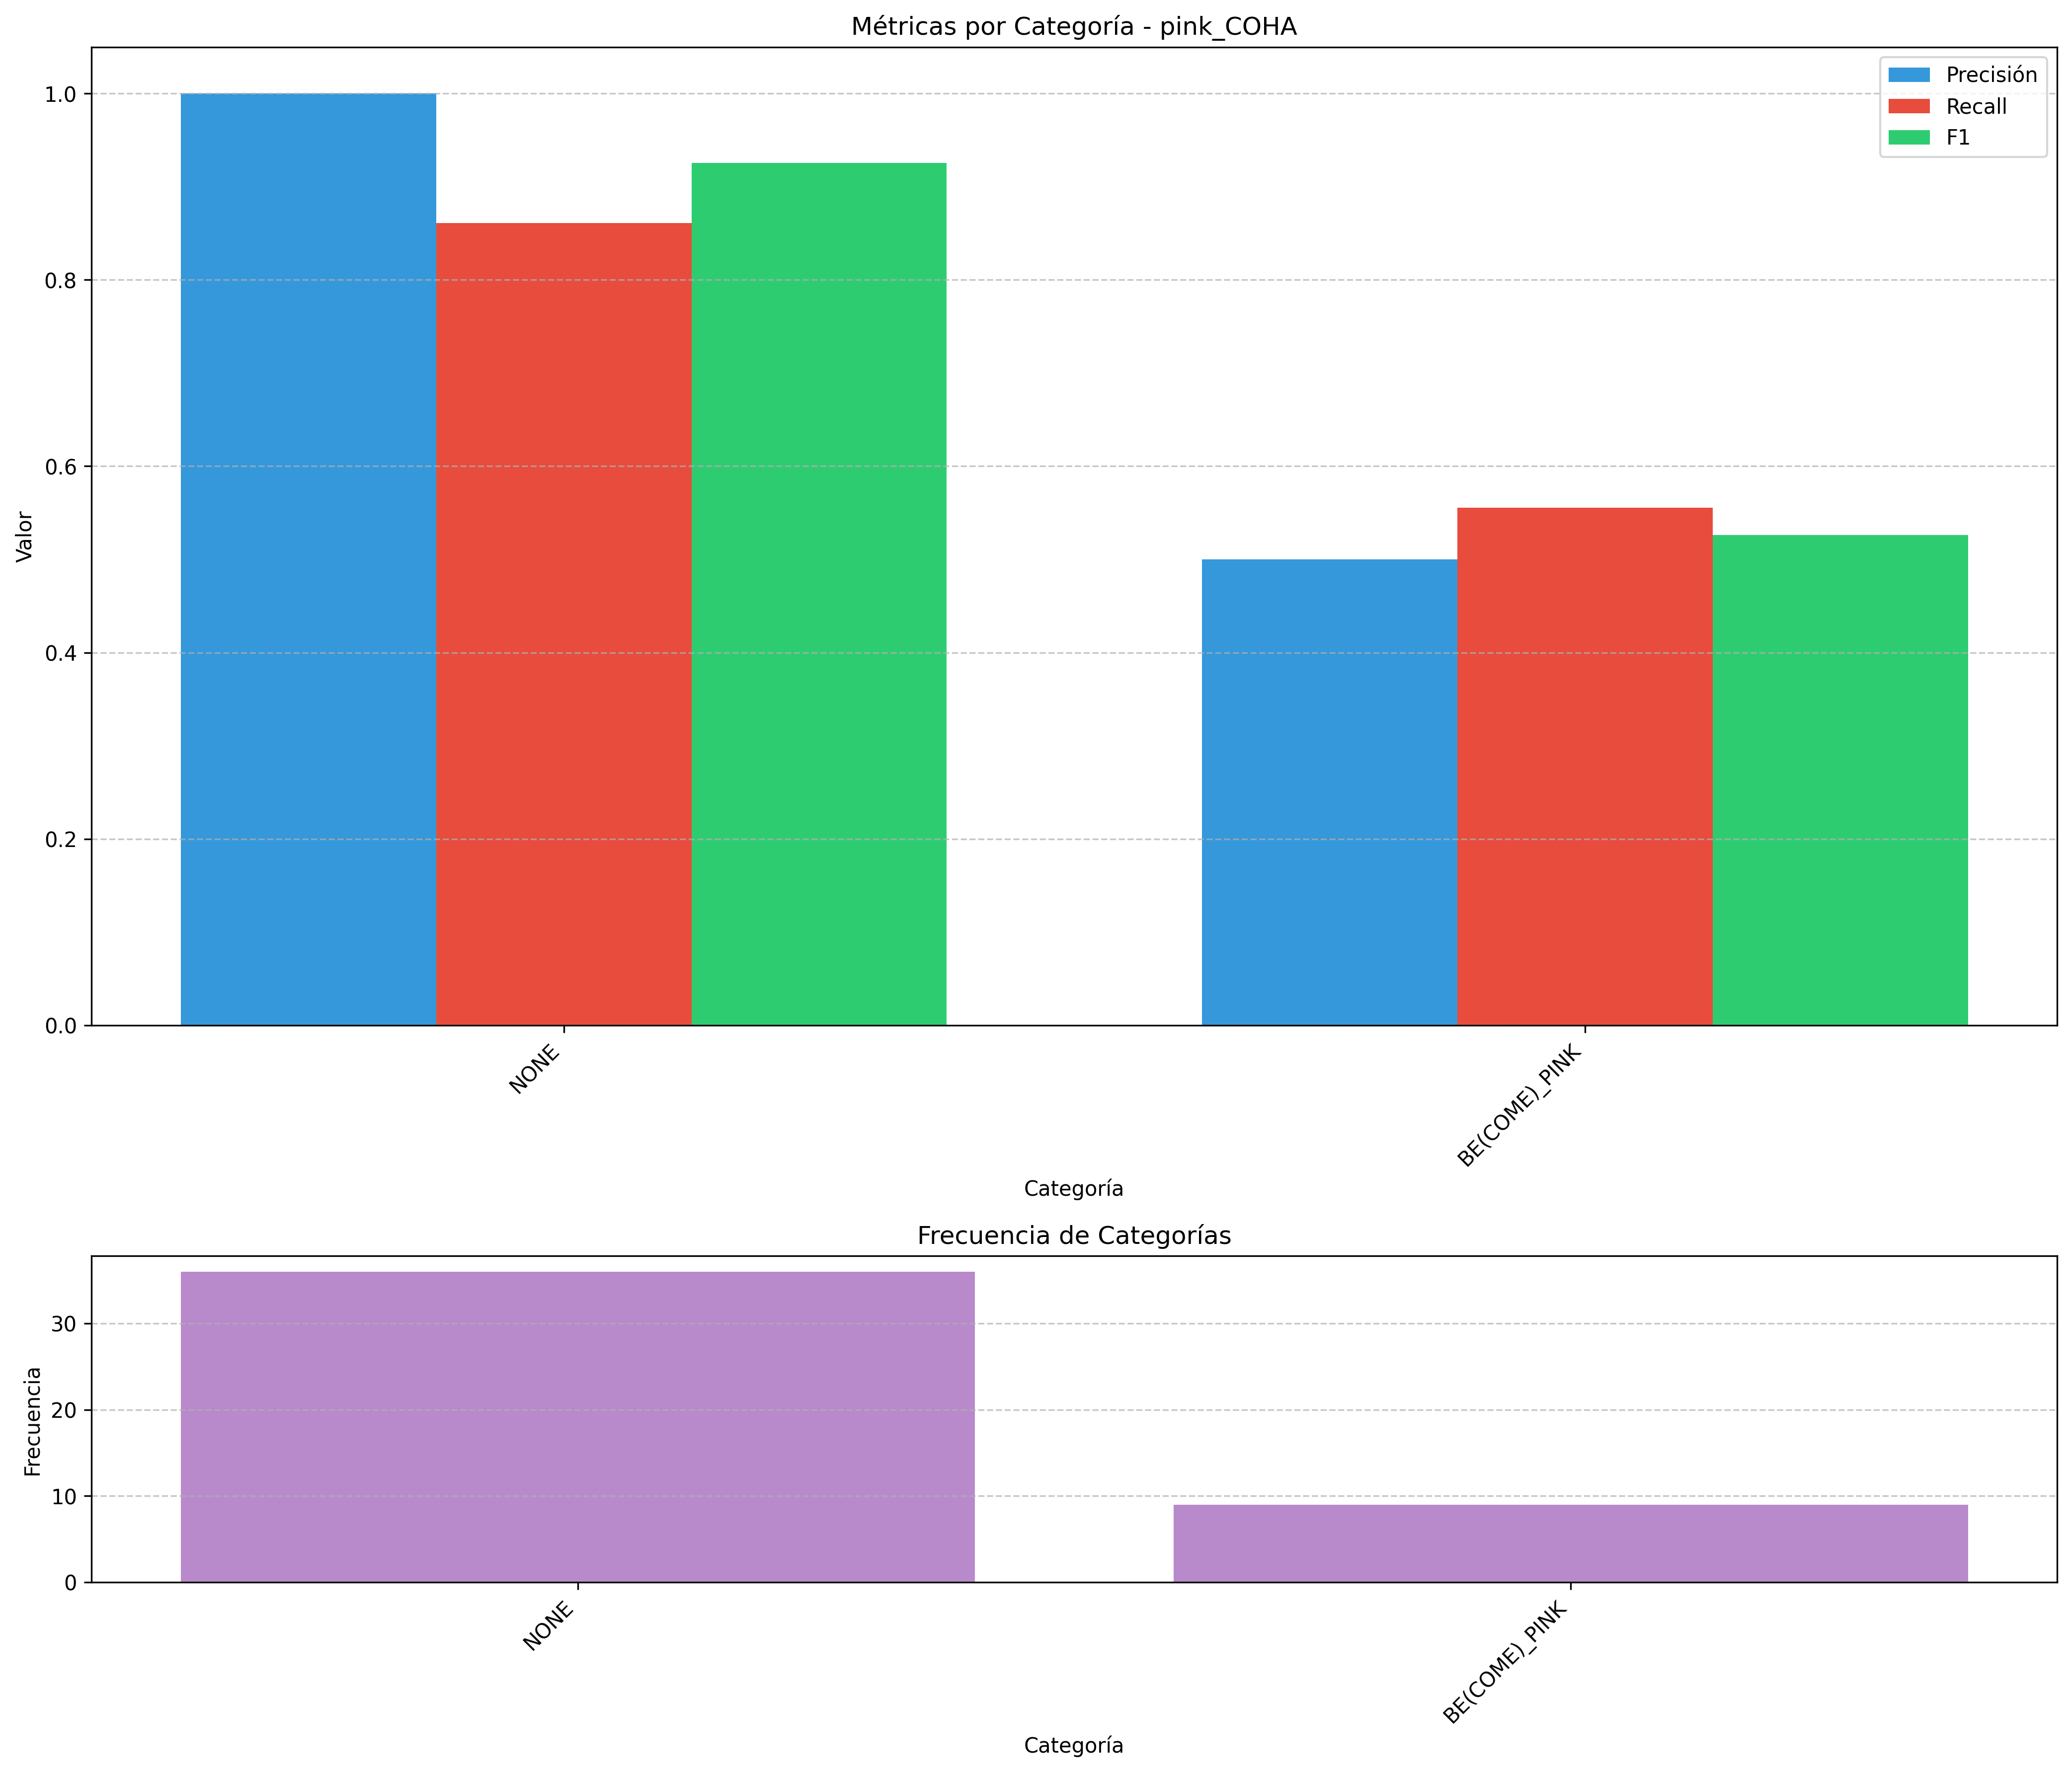 Métricas por Categoría - pink_COHA
Precisión
Recall
F1
Valor
1.0
0.8
0.6
0.4
0.2
0.0
NONE
BE(COME)_PINK
Categoría
Frecuencia de Categorías
Frecuencia
30
20
10
0
NONE
BE(COME)_PINK
Categoría